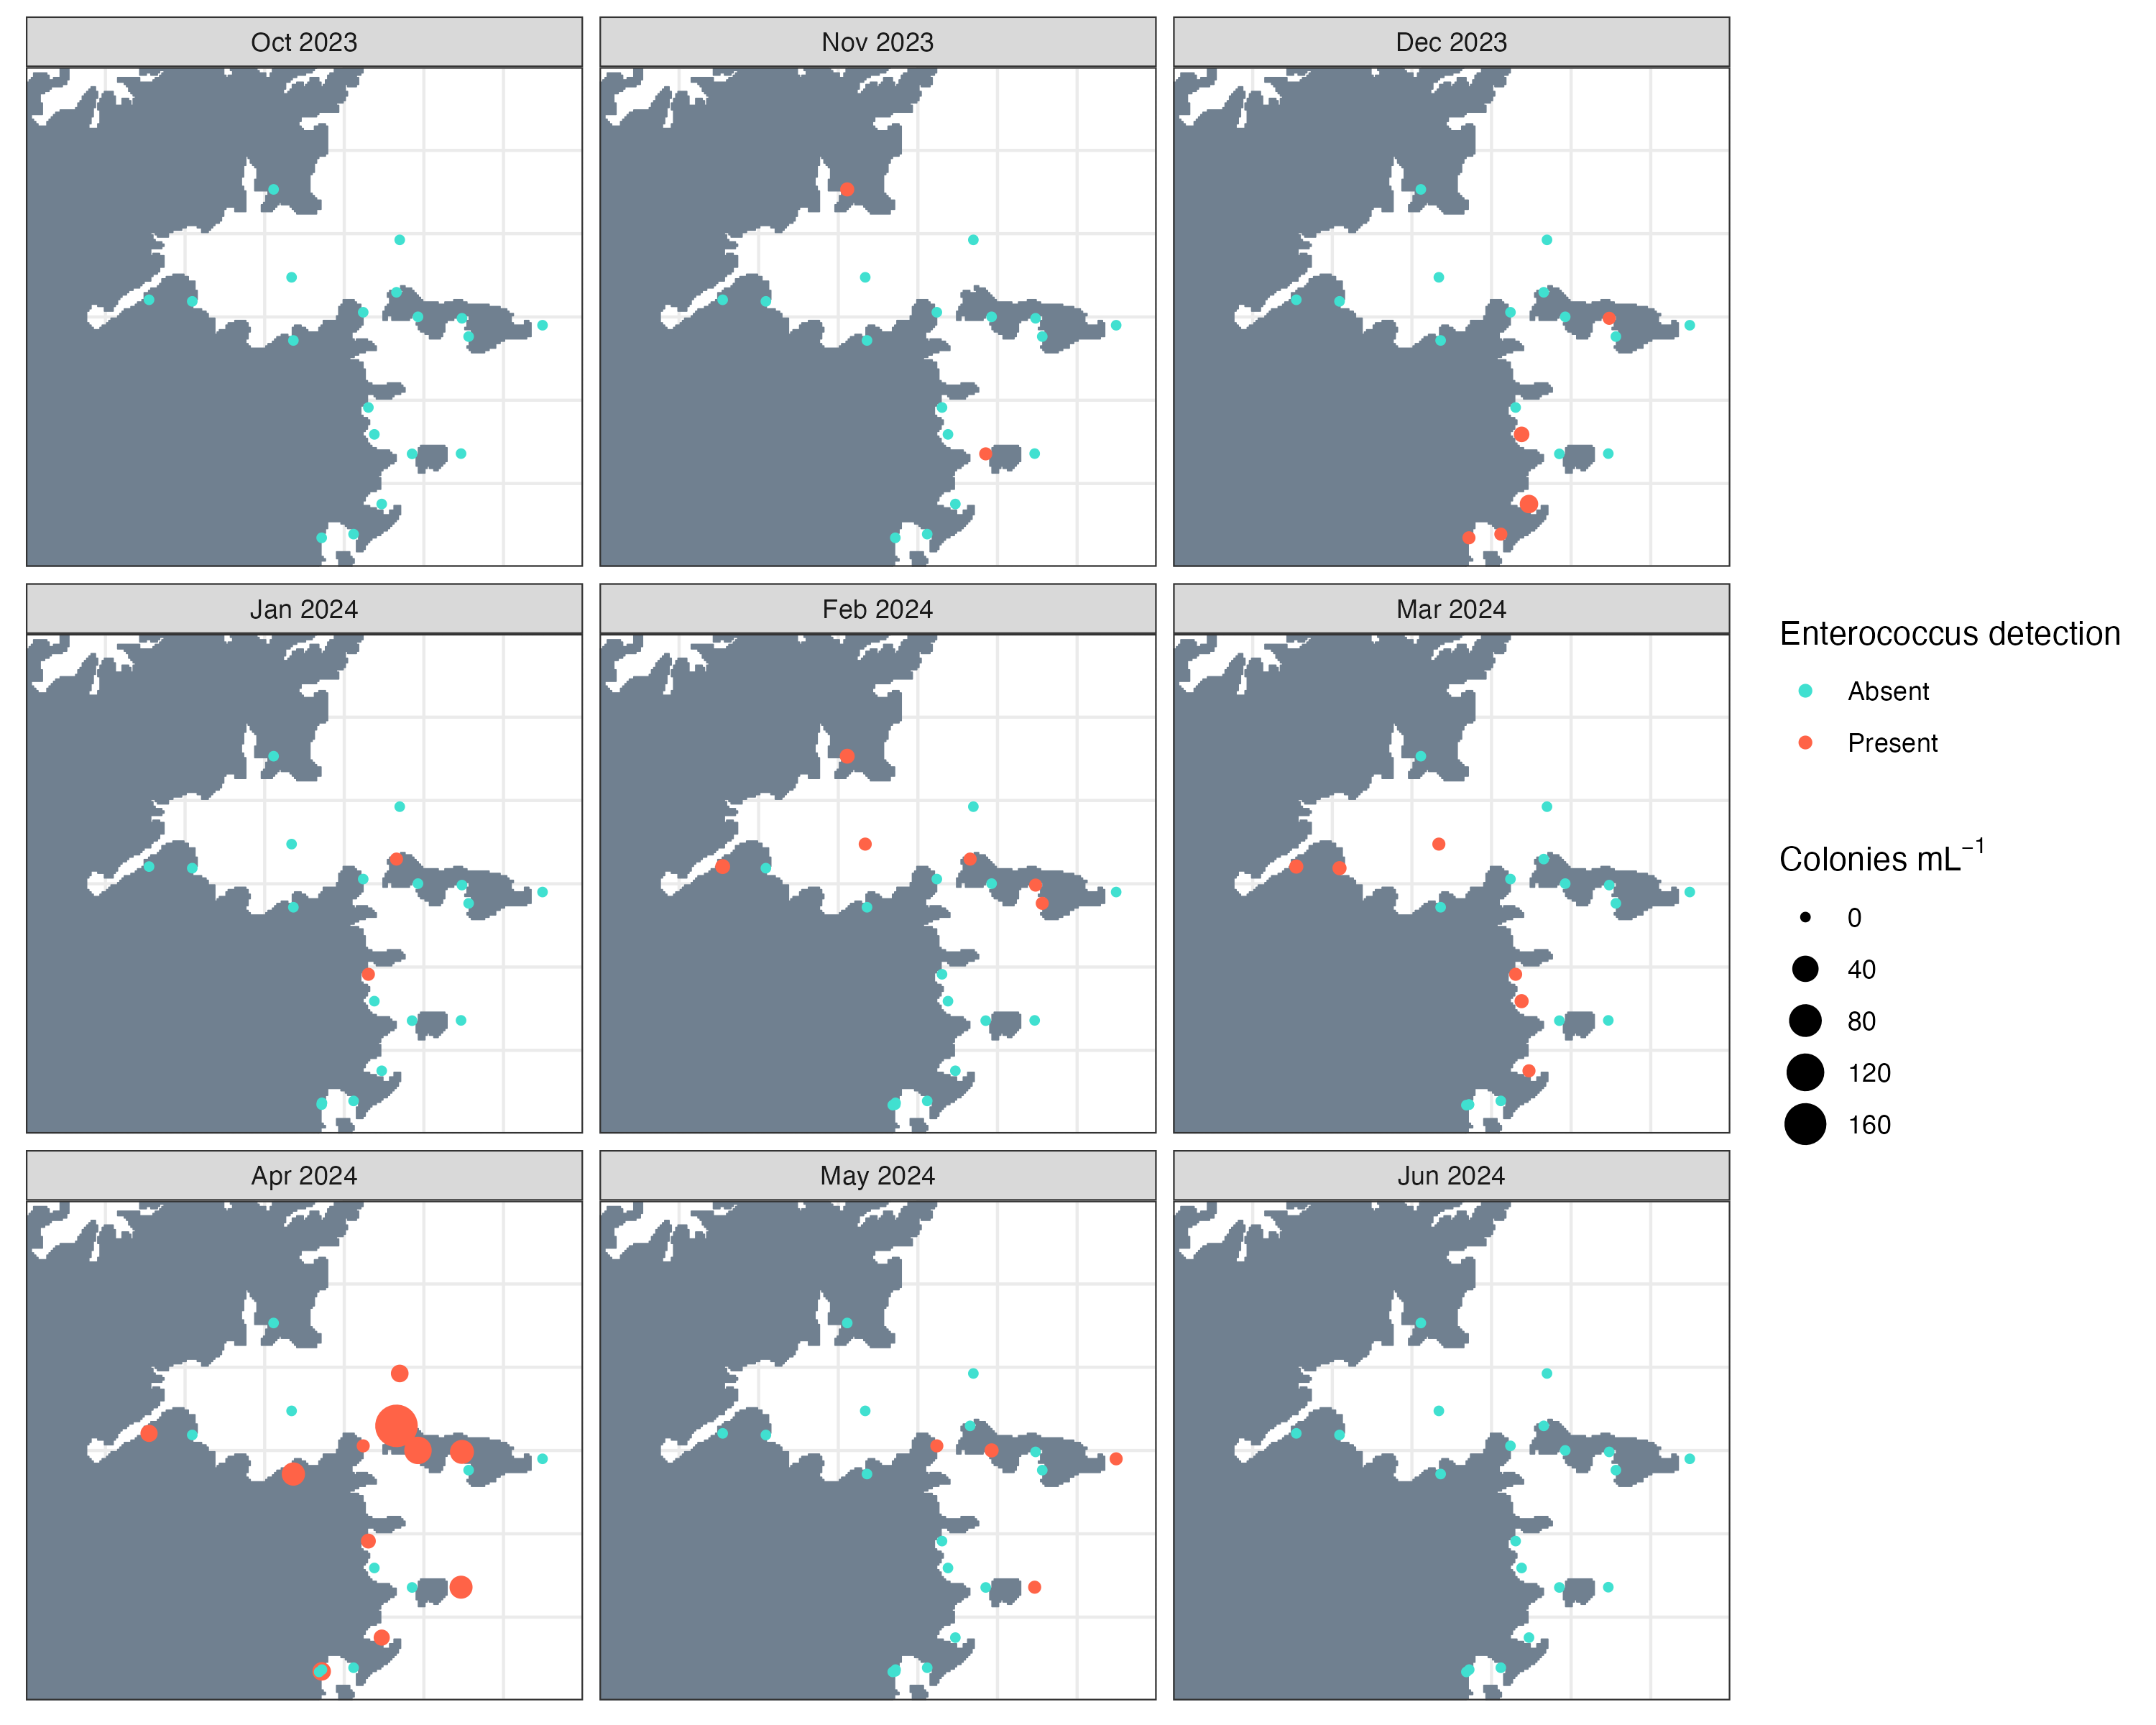 Oct 2023
Nov 2023
Dec 2023
Jan 2024
Feb 2024
Mar 2024
Apr 2024
May 2024
Jun 2024
Enterococcus detection
Absent
Present
Colonies mL⁻¹
0
40
80
120
160